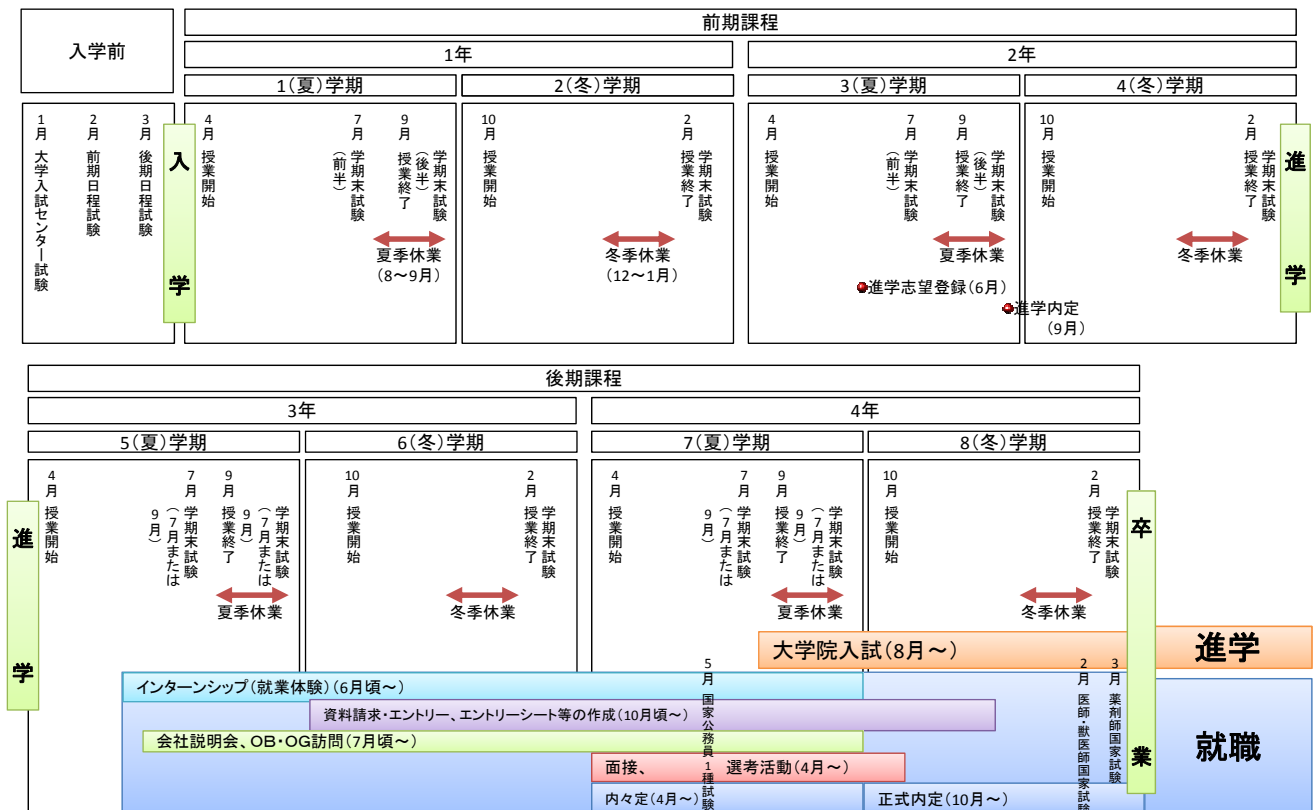 入学前
前期課程
1年
2年
1(夏)学期
2(冬)学期
3(夏)学期
4(冬)学期
1月 大学入試センター試験
2月 前期日程試験
3月 後期日程試験
入学
4月 授業開始
7月 学期末試験(前半)
9月 授業終了
学期末試験(後半)
夏季休業
(8〜9月)
10月 授業開始
2月 授業終了
学期末試験
冬季休業
(12〜1月)
4月 授業開始
7月 学期末試験(前半)
9月 授業終了
学期末試験(後半)
夏季休業
進学志望登録(6月)
進学内定
(9月)
10月 授業開始
2月 授業終了
学期末試験
冬季休業
進学
後期課程
3年
4年
5(夏)学期
6(冬)学期
7(夏)学期
8(冬)学期
進学
4月 授業開始
7月 学期末試験(7月または9月)
9月 授業終了
学期末試験(7月または9月)
夏季休業
10月 授業開始
2月 授業終了
学期末試験
冬季休業
4月 授業開始
7月 学期末試験(7月または9月)
9月 授業終了
学期末試験(7月または9月)
夏季休業
10月 授業開始
2月 授業終了
学期末試験
冬季休業
卒業
大学院入試(8月〜)
進学
インターンシップ(就業体験)(6月頃〜)
資料請求・エントリー、エントリーシート等の作成(10月頃〜)
会社説明会、OB・OG訪問(7月頃〜)
面接、選考活動(4月〜)
内々定(4月〜)
正式内定(10月〜)
5月 国家公務員1種試験
2月 医師・獣医師国家試験
3月 薬剤師国家試験
就職